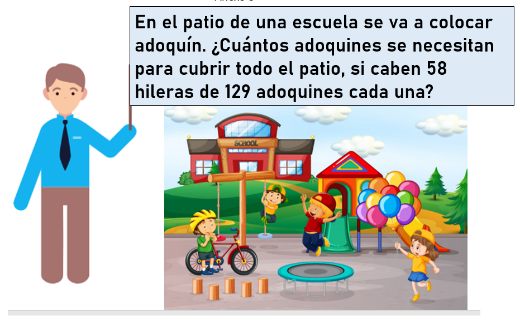 En el patio de una escuela se va a colocar
adoquín. ¿Cuántos adoquines se necesitan
para cubrir todo el patio, si caben 58
hileras de 129 adoquines cada una?
SCHOOL